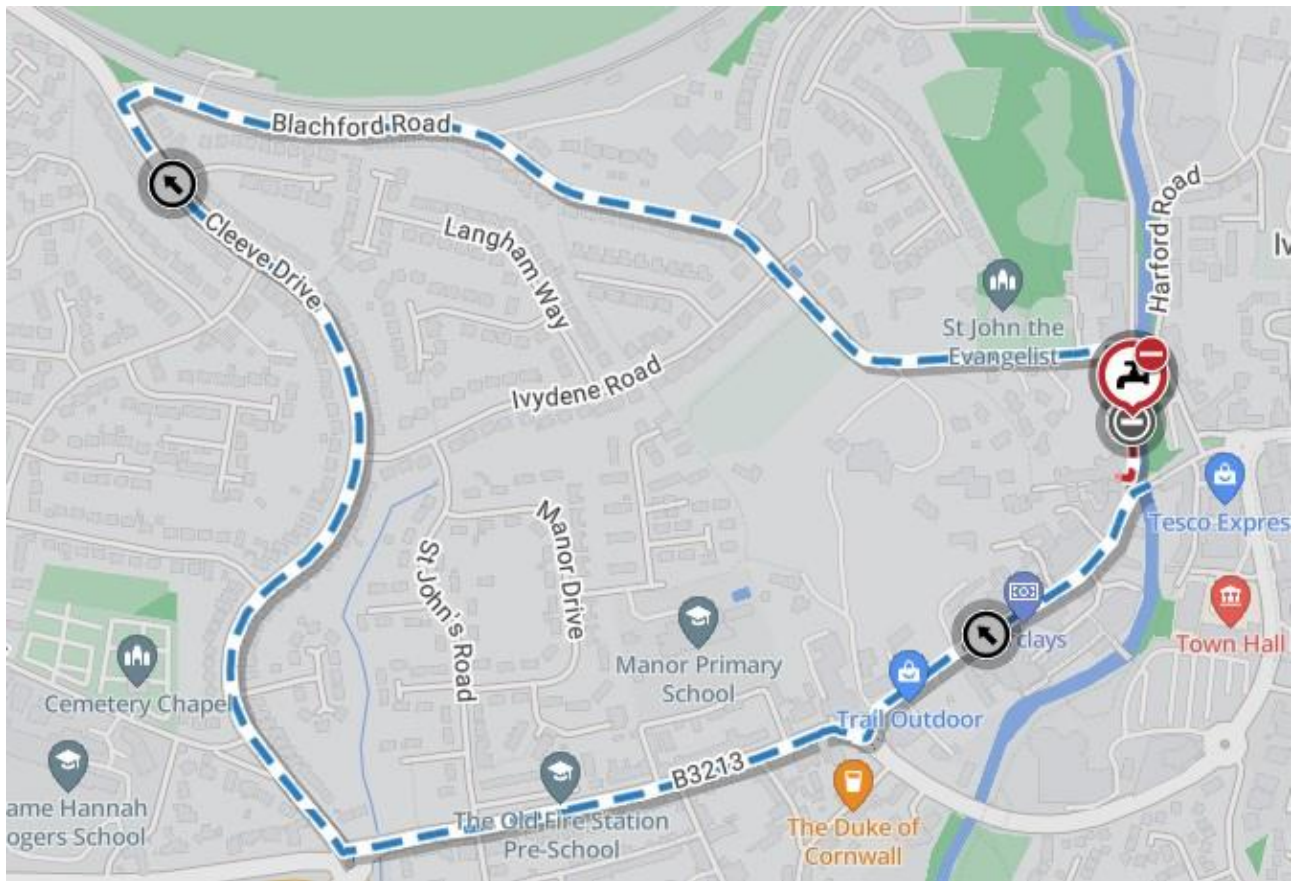 Blachford Road
Harford Road
Cleeve Drive
Langham Way
St John the
Evangelist
Ivydene Road
Tesco Expres
Manor Drive
St John's Road
clays
Town Hall
Manor Primary
School
Cemetery Chapel
Trail Outdoor
B3213
ame Hannah
ogers School
The Old Fire Station
Pre-School
The Duke of
Cornwall